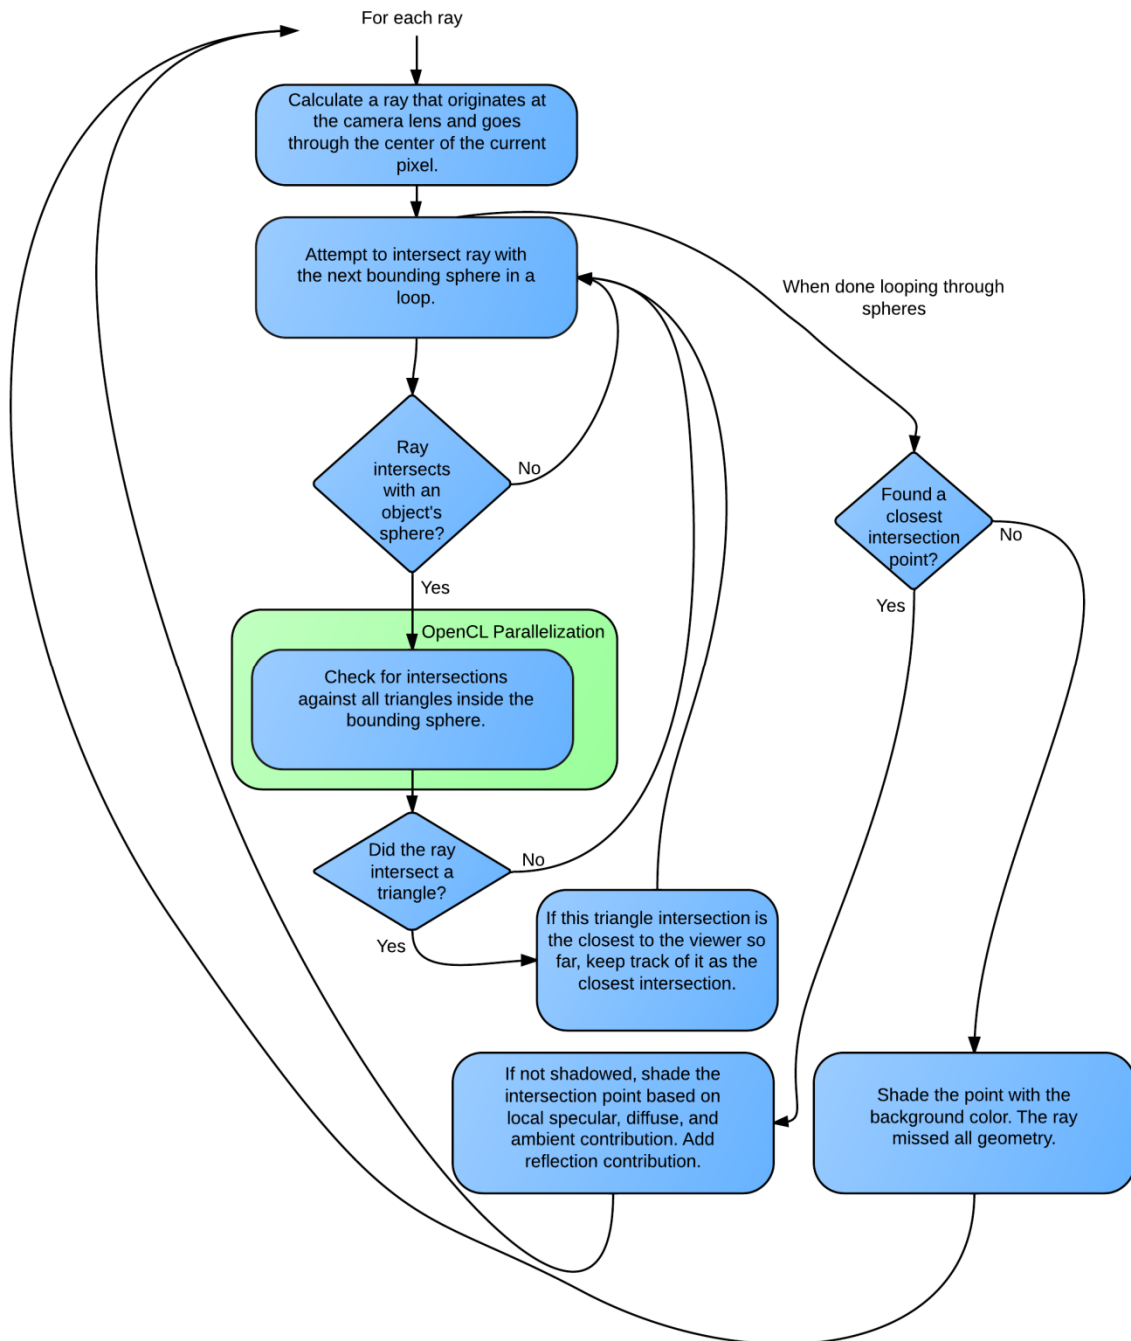 For each ray
Calculate a ray that originates at
the camera lens and goes
through the center of the current
pixel.
Attempt to intersect ray with
the next bounding sphere in a
loop.
When done looping through
spheres
Ray
intersects
with an
object's
sphere?
No
Yes
Found a
closest
intersection
point?
No
Yes
OpenCL Parallelization
Check for intersections
against all triangles inside the
bounding sphere.
Did the ray
intersect a
triangle?
No
Yes
If this triangle intersection is
the closest to the viewer so
far, keep track of it as the
closest intersection.
If not shadowed, shade the
intersection point based on
local specular, diffuse, and
ambient contribution. Add
reflection contribution.
Shade the point with the
background color. The ray
missed all geometry.